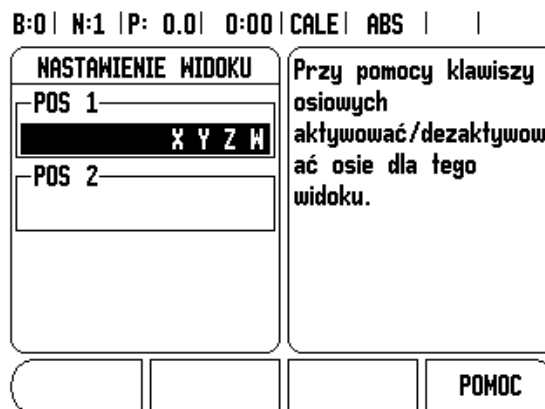 B:0 | N:1 | P: 0.0 | 0:00 | CALE | ABS | |
NASTAWIENIE WIDOKU
POS 1
X Y Z W
POS 2
Przy pomocy klawiszy
osiowych
aktywować/dezaktywow
ać osie dla tego
widoku.
POMOC